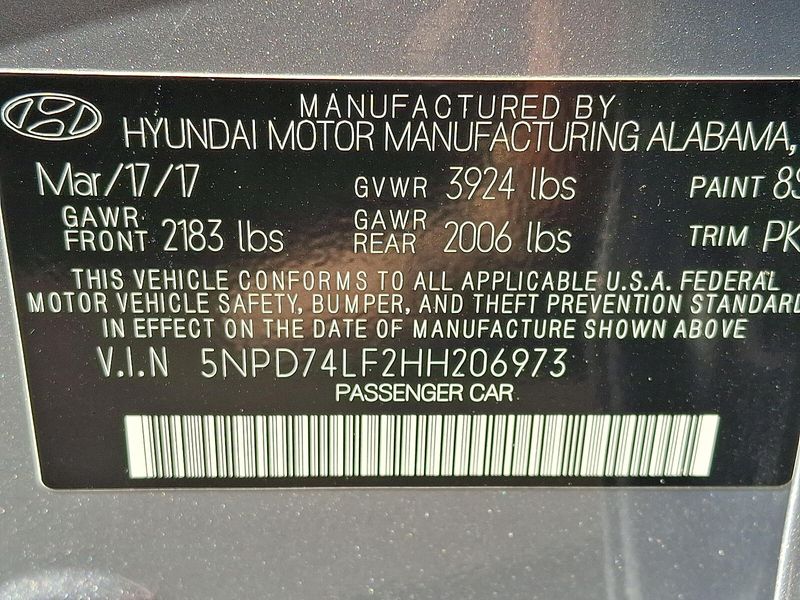 MANUFACTURED BY
HYUNDAI MOTOR MANUFACTURING ALABAMA,
Mar/17/17 GVWR 3924 lbs PAINT
GAWR FRONT 2183 lbs GAWR REAR 2006 lbs TRIM PK
THIS VEHICLE CONFORMS TO ALL APPLICABLE U.S.A. FEDERAL
MOTOR VEHICLE SAFETY, BUMPER, AND THEFT PREVENTION STANDARD
IN EFFECT ON THE DATE OF MANUFACTURE SHOWN ABOVE
V.I.N 5NPD74LF2HH206973
PASSENGER CAR